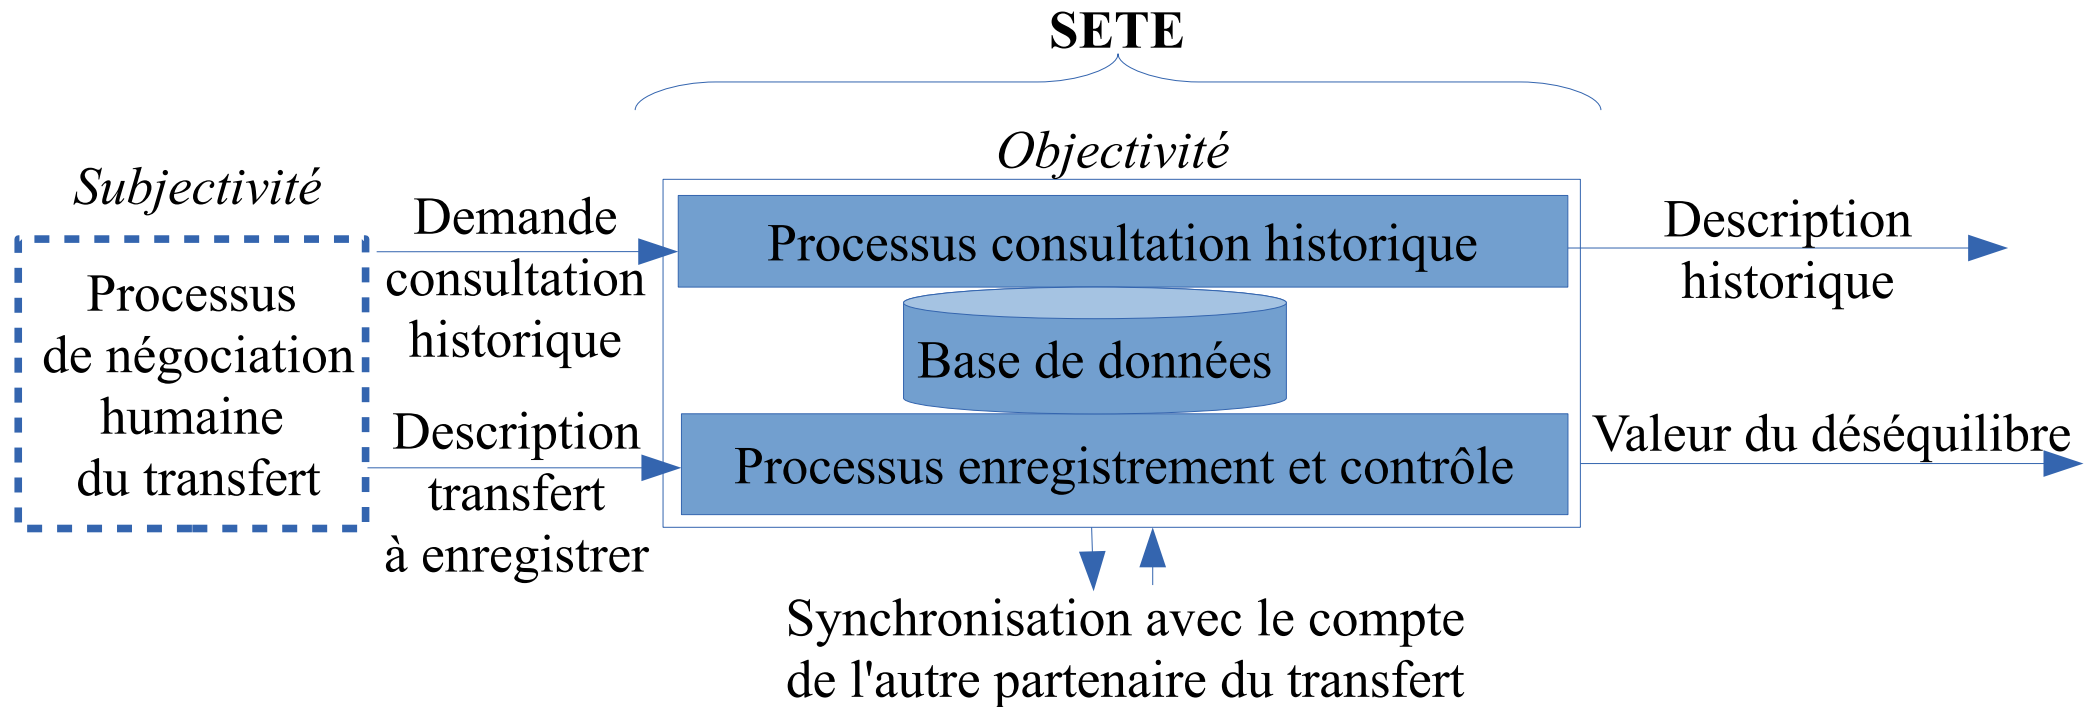 SETE
Objectivité
Subjectivité
Processus
de négociation
humaine
du transfert
Demande
consultation
historique
Description
transfert
à enregistrer
Processus consultation historique
Base de données
Processus enregistrement et contrôle
Description
historique
Valeur du déséquilibre
Synchronisation avec le compte
de l'autre partenaire du transfert